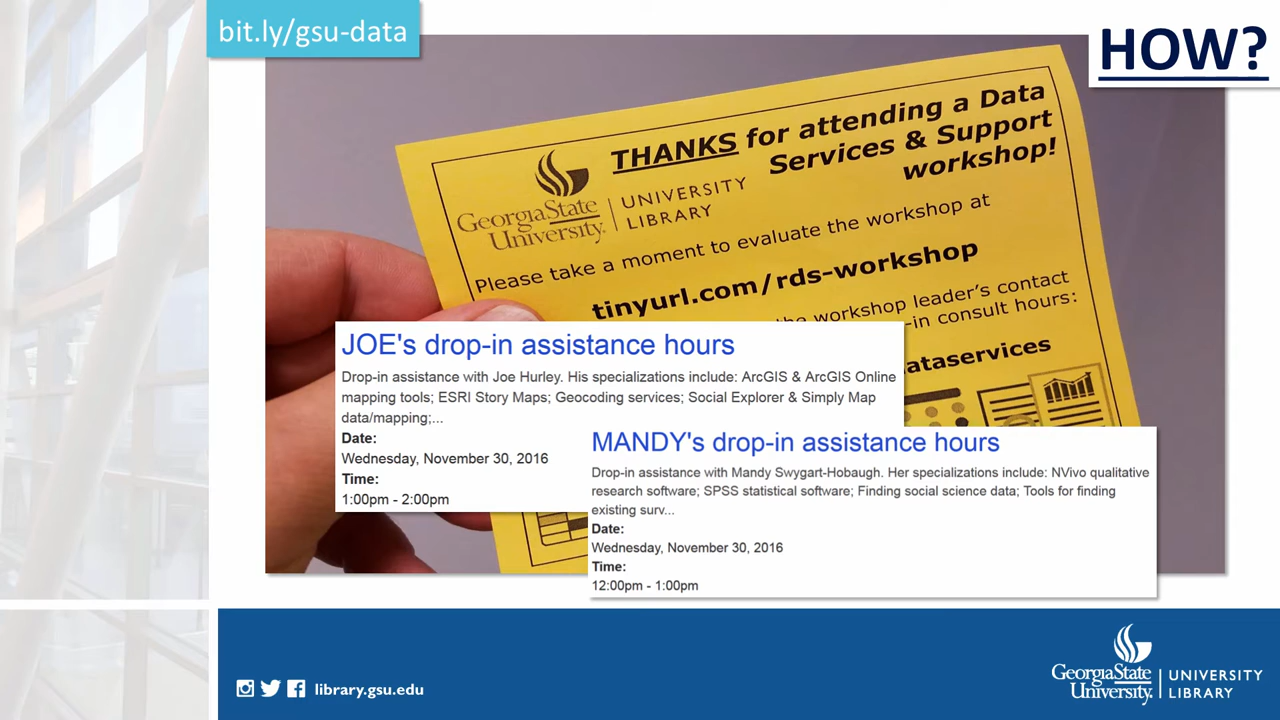 bit.ly/gsu-data
HOW?
THANKS for attending a Data
Services & Support
workshop!
GeorgiaState
University.
UNIVERSITY
LIBRARY
Please take a moment to evaluate the workshop at
tinyurl.com/rds-workshop
the workshop leader's contact
-in consult hours:
ataservices
JOE's drop-in assistance hours
Drop-in assistance with Joe Hurley. His specializations include: ArcGIS & ArcGIS Online
mapping tools; ESRI Story Maps; Geocoding services; Social Explorer & Simply Map
data/mapping;...
Date:
Wednesday, November 30, 2016
Time:
1:00pm - 2:00pm
MANDY's drop-in assistance hours
Drop-in assistance with Mandy Swygart-Hobaugh. Her specializations include: NVivo qualitative
research software; SPSS statistical software; Finding social science data; Tools for finding
existing surv...
Date:
Wednesday, November 30, 2016
Time:
12:00pm - 1:00pm
library.gsu.edu
GeorgiaState
University.
UNIVERSITY
LIBRARY